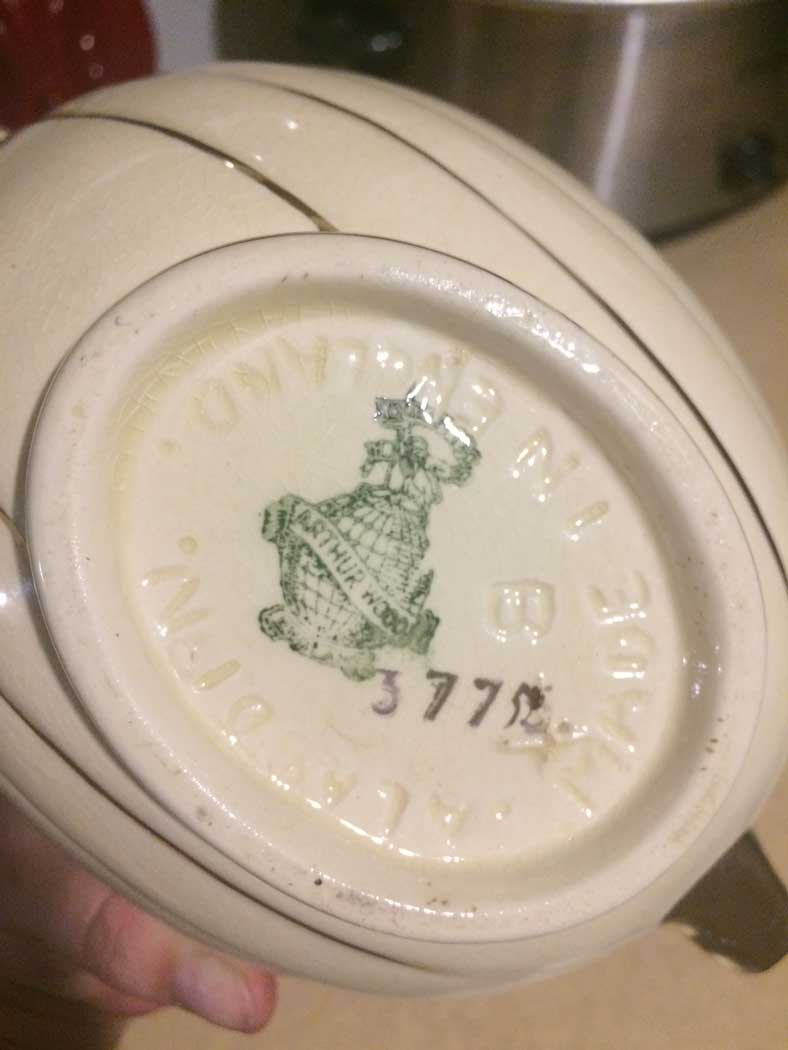 MADE IN ENGLAND
ARTHUR WOOD
B
377
ALADDIN